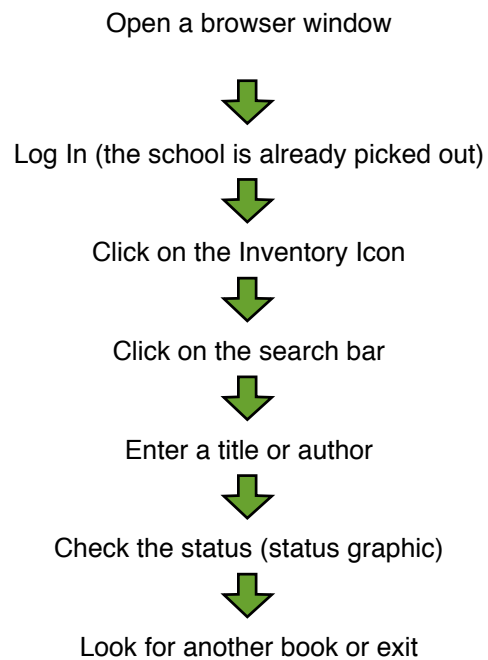 Open a browser window
Log In (the school is already picked out)
Click on the Inventory Icon
Click on the search bar
Enter a title or author
Check the status (status graphic)
Look for another book or exit